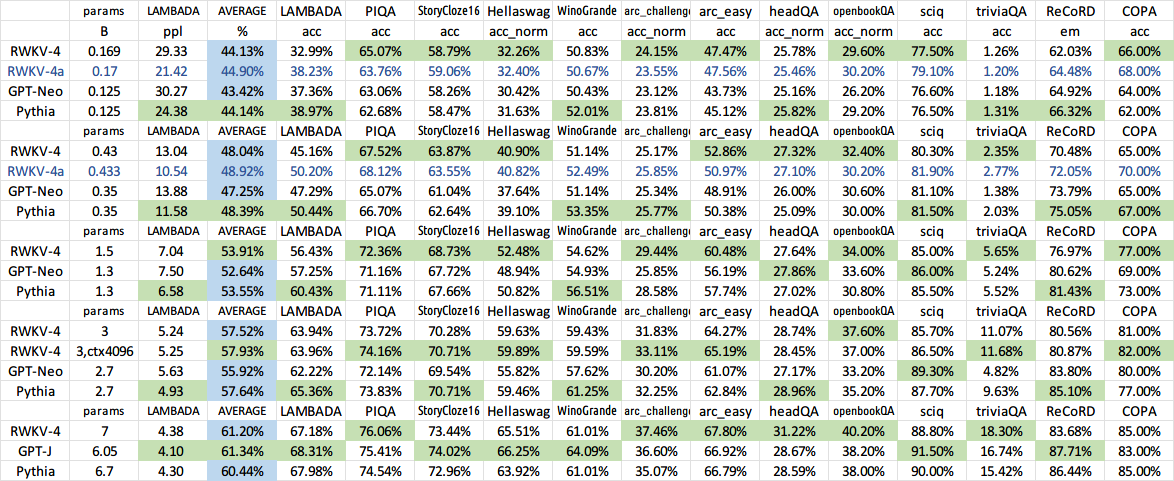 params LAMBADA AVERAGE LAMBADA PIQA StoryCloze16 Hellaswag WinoGrande arc_challenge arc_easy headQA openbookQA sciq triviaQA ReCoRD COPA
B ppl % acc acc acc acc_norm acc acc_norm acc acc_norm acc_norm acc acc em acc
RWKV-4 0.169 29.33 44.13% 32.99% 65.07% 58.79% 32.26% 50.83% 24.15% 47.47% 25.78% 29.60% 77.50% 1.26% 62.03% 66.00%
RWKV-4a 0.17 21.42 44.90% 38.23% 63.76% 59.06% 32.40% 50.67% 23.55% 47.56% 25.46% 30.20% 79.10% 1.20% 64.48% 68.00%
GPT-Neo 0.125 30.27 43.42% 37.36% 63.06% 58.26% 30.42% 50.43% 23.12% 43.73% 25.16% 26.20% 76.60% 1.18% 64.92% 64.00%
Pythia 0.125 24.38 44.14% 38.97% 62.68% 58.47% 31.63% 52.01% 23.81% 45.12% 25.82% 29.20% 76.50% 1.31% 66.32% 62.00%
params LAMBADA AVERAGE LAMBADA PIQA StoryCloze16 Hellaswag WinoGrande arc_challenge arc_easy headQA openbookQA sciq triviaQA ReCoRD COPA
RWKV-4 0.43 13.04 48.04% 45.16% 67.52% 63.87% 40.90% 51.14% 25.17% 52.86% 27.32% 32.40% 80.30% 2.35% 70.48% 65.00%
RWKV-4a 0.433 10.54 48.92% 50.20% 68.12% 63.55% 40.82% 52.49% 25.85% 50.97% 27.10% 30.20% 81.90% 2.77% 72.05% 70.00%
GPT-Neo 0.35 13.88 47.25% 47.29% 65.07% 61.04% 37.64% 51.14% 25.34% 48.91% 26.00% 30.60% 81.10% 1.38% 73.79% 65.00%
Pythia 0.35 11.58 48.39% 50.44% 66.70% 62.64% 39.10% 53.35% 25.77% 50.38% 25.09% 30.00% 81.50% 2.03% 75.05% 67.00%
params LAMBADA AVERAGE LAMBADA PIQA StoryCloze16 Hellaswag WinoGrande arc_challenge arc_easy headQA openbookQA sciq triviaQA ReCoRD COPA
RWKV-4 1.5 7.04 53.91% 56.43% 72.36% 68.73% 52.48% 54.62% 29.44% 60.48% 27.64% 34.00% 85.00% 5.65% 76.97% 77.00%
GPT-Neo 1.3 7.50 52.64% 57.25% 71.16% 67.72% 48.94% 54.93% 25.85% 56.19% 27.86% 33.60% 86.00% 5.24% 80.62% 69.00%
Pythia 1.3 6.58 53.55% 60.43% 71.11% 67.66% 50.82% 56.51% 28.58% 57.74% 27.02% 30.80% 85.50% 5.52% 81.43% 73.00%
params LAMBADA AVERAGE LAMBADA PIQA StoryCloze16 Hellaswag WinoGrande arc_challenge arc_easy headQA openbookQA sciq triviaQA ReCoRD COPA
RWKV-4 3 5.24 57.52% 63.94% 73.72% 70.28% 59.63% 59.43% 31.83% 64.27% 28.74% 37.60% 85.70% 11.07% 80.56% 81.00%
RWKV-4 3,ctx4096 5.25 57.93% 63.96% 74.16% 70.71% 59.89% 59.59% 33.11% 65.19% 28.45% 37.00% 86.50% 11.68% 80.87% 82.00%
GPT-Neo 2.7 5.63 55.92% 62.22% 72.14% 69.54% 55.82% 57.62% 30.20% 61.07% 27.17% 33.20% 89.30% 4.82% 83.80% 80.00%
Pythia 2.7 4.93 57.64% 65.36% 73.83% 70.71% 59.46% 61.25% 32.25% 62.84% 28.96% 35.20% 87.70% 9.63% 85.10% 77.00%
params LAMBADA AVERAGE LAMBADA PIQA StoryCloze16 Hellaswag WinoGrande arc_challenge arc_easy headQA openbookQA sciq triviaQA ReCoRD COPA
RWKV-4 7 4.38 61.20% 67.18% 76.06% 73.44% 65.51% 61.01% 37.46% 67.80% 31.22% 40.20% 88.80% 18.30% 83.68% 85.00%
GPT-J 6.05 4.10 61.34% 68.31% 75.41% 74.02% 66.25% 64.09% 36.60% 66.92% 28.67% 38.20% 91.50% 16.74% 87.71% 83.00%
Pythia 6.7 4.30 60.44% 67.98% 74.54% 72.96% 63.92% 61.01% 35.07% 66.79% 28.59% 38.00% 90.00% 15.42% 86.44% 85.00%